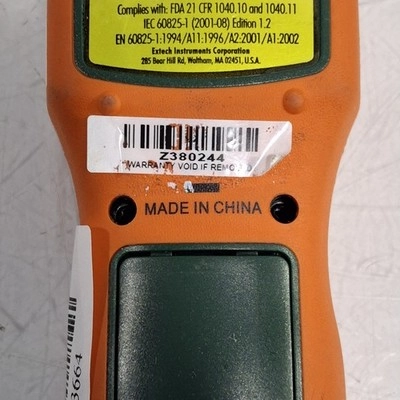 Complies with: FDA 21 CFR 1040.10 and 1040.11
IEC 60825-1 (2001-08) Edition 1.2
EN 60825-1:1994/A11:1996/A2:2001/A1:2002
Extech Instruments Corporation
285 Bear Hill Rd, Waltham, MA 02451, U.S.A.
Z380244
WARRANTY VOID IF
MADE IN CHINA
3664